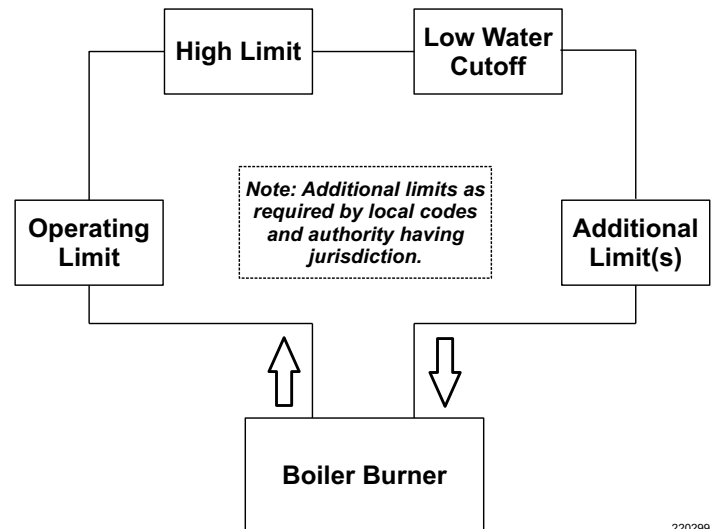 High Limit
Low Water
Cutoff
Note: Additional limits as
required by local codes
and authority having
jurisdiction.
Operating
Limit
Additional
Limit(s)
Boiler Burner
220299